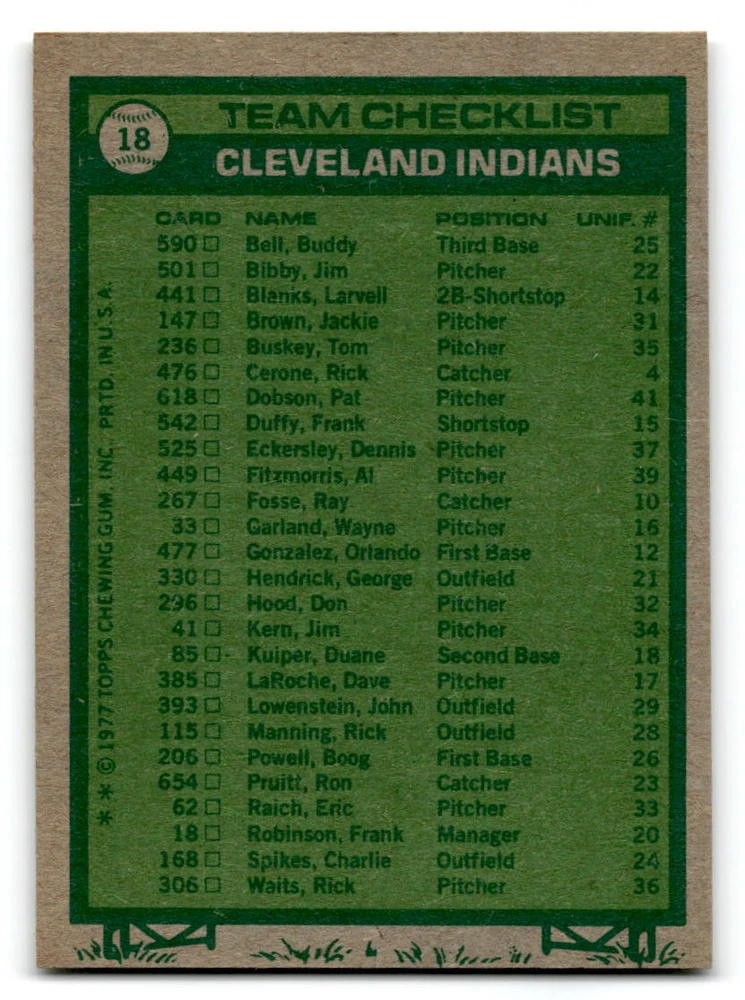 18
TEAM CHECKLIST
CLEVELAND INDIANS
CARD NAME POSITION UNIF. #
590 □ Bell, Buddy Third Base 25
501 □ Bibby, Jim Pitcher 22
441 □ Blanks, Larvell 2B-Shortstop 14
147 □ Brown, Jackie Pitcher 31
236 □ Buskey, Tom Pitcher 35
476 □ Cerone, Rick Catcher 4
618 □ Dobson, Pat Pitcher 41
542 □ Duffy, Frank Shortstop 15
525 □ Eckersley, Dennis Pitcher 37
449 □ Fitzmorris, Al Pitcher 39
267 □ Fosse, Ray Catcher 10
33 □ Garland, Wayne Pitcher 16
477 □ Gonzalez, Orlando First Base 12
330 □ Hendrick, George Outfield 21
296 □ Hood, Don Pitcher 32
41 □ Kern, Jim Pitcher 34
85 □ Kuiper, Duane Second Base 18
385 □ LaRoche, Dave Pitcher 17
393 □ Lowenstein, John Outfield 29
115 □ Manning, Rick Outfield 28
206 □ Powell, Boog First Base 26
654 □ Pruitt, Ron Catcher 23
62 □ Raich, Eric Pitcher 33
18 □ Robinson, Frank Manager 20
168 □ Spikes, Charlie Outfield 24
306 □ Waits, Rick Pitcher 36
* * © 1977 TOPPS CHEWING GUM, INC. PRTD. IN U.S.A.